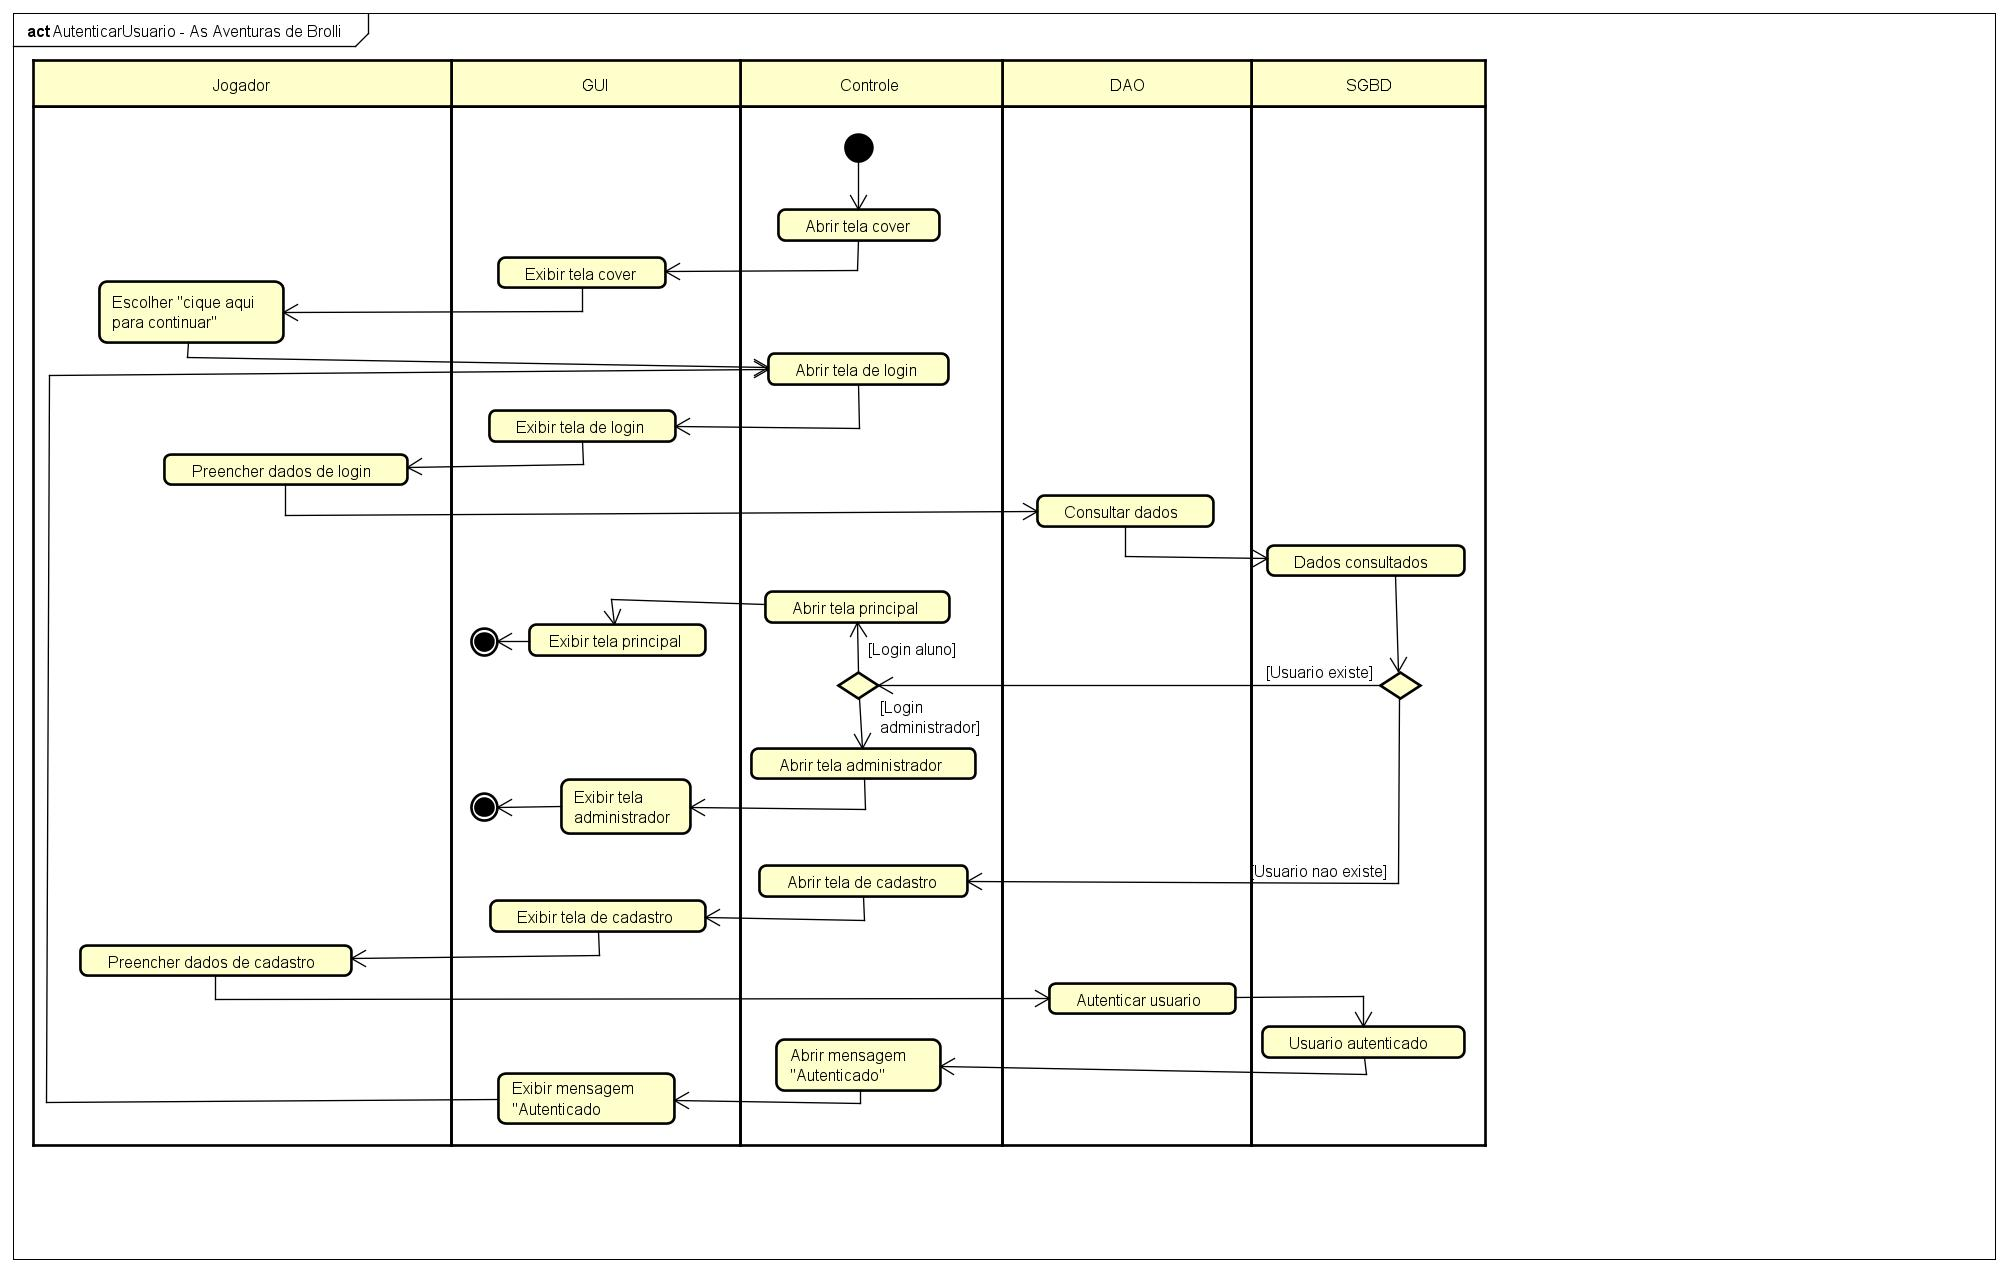 act AutenticarUsuario - As Aventuras de Brolli
Jogador
GUI
Controle
DAO
SGBD
Abrir tela cover
Exibir tela cover
Escolher "cique aqui
para continuar"
Abrir tela de login
Exibir tela de login
Preencher dados de login
Consultar dados
Dados consultados
Abrir tela principal
Exibir tela principal
[Login aluno]
[Usuario existe]
[Login
administrador]
Abrir tela administrador
Exibir tela
administrador
[Usuario nao existe]
Abrir tela de cadastro
Exibir tela de cadastro
Preencher dados de cadastro
Autenticar usuario
Usuario autenticado
Abrir mensagem
"Autenticado"
Exibir mensagem
"Autenticado